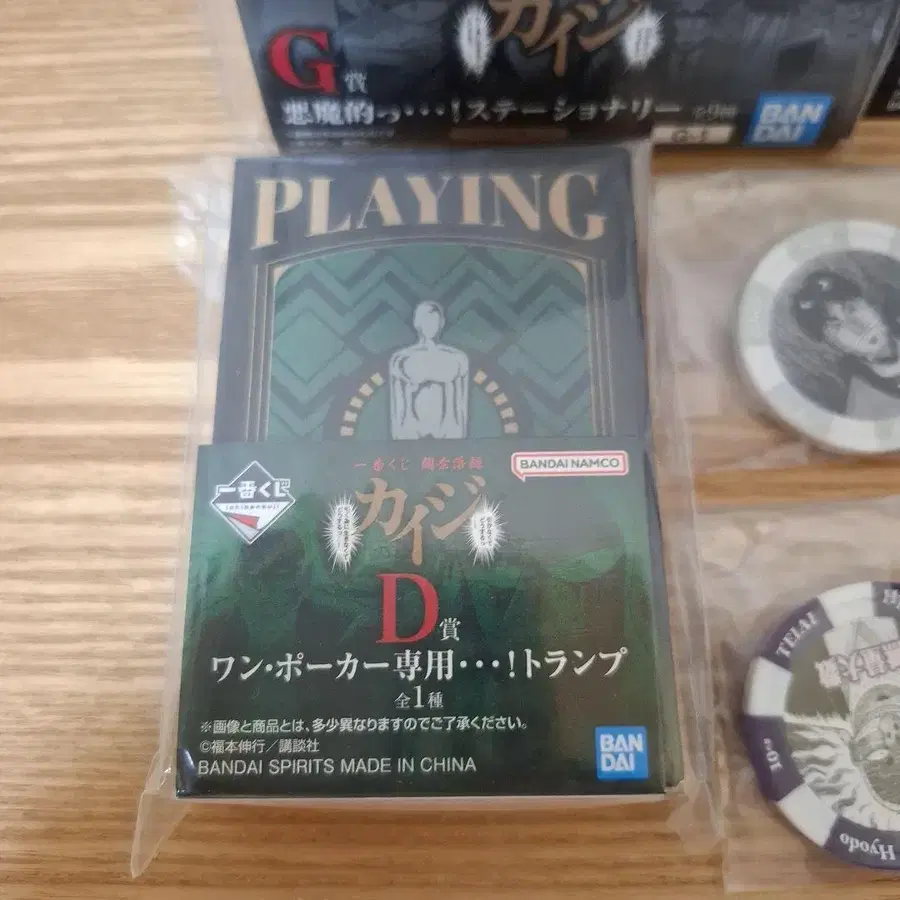 カイジ
G賞
悪魔的っ・・・!ステーショナリー
BAN
DAI
PLAYING
一番くじ
BANDAI NAMCO
カイジ
D賞
ワン・ポーカー専用・・・!トランプ
全1種
※画像と商品とは、多少異なりますのでご了承ください。
©福本伸行/講談社
BANDAI SPIRITS MADE IN CHINA
BAN
DAI
TEIAI
Hyodo